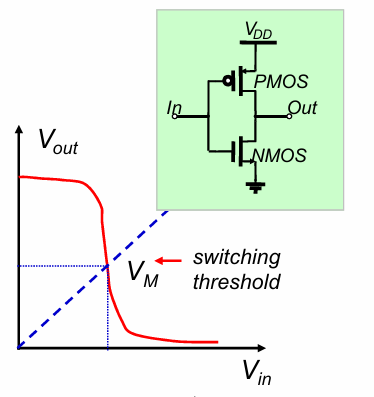 VDD
PMOS
In
Out
NMOS
Vout
VM
switching
threshold
Vin